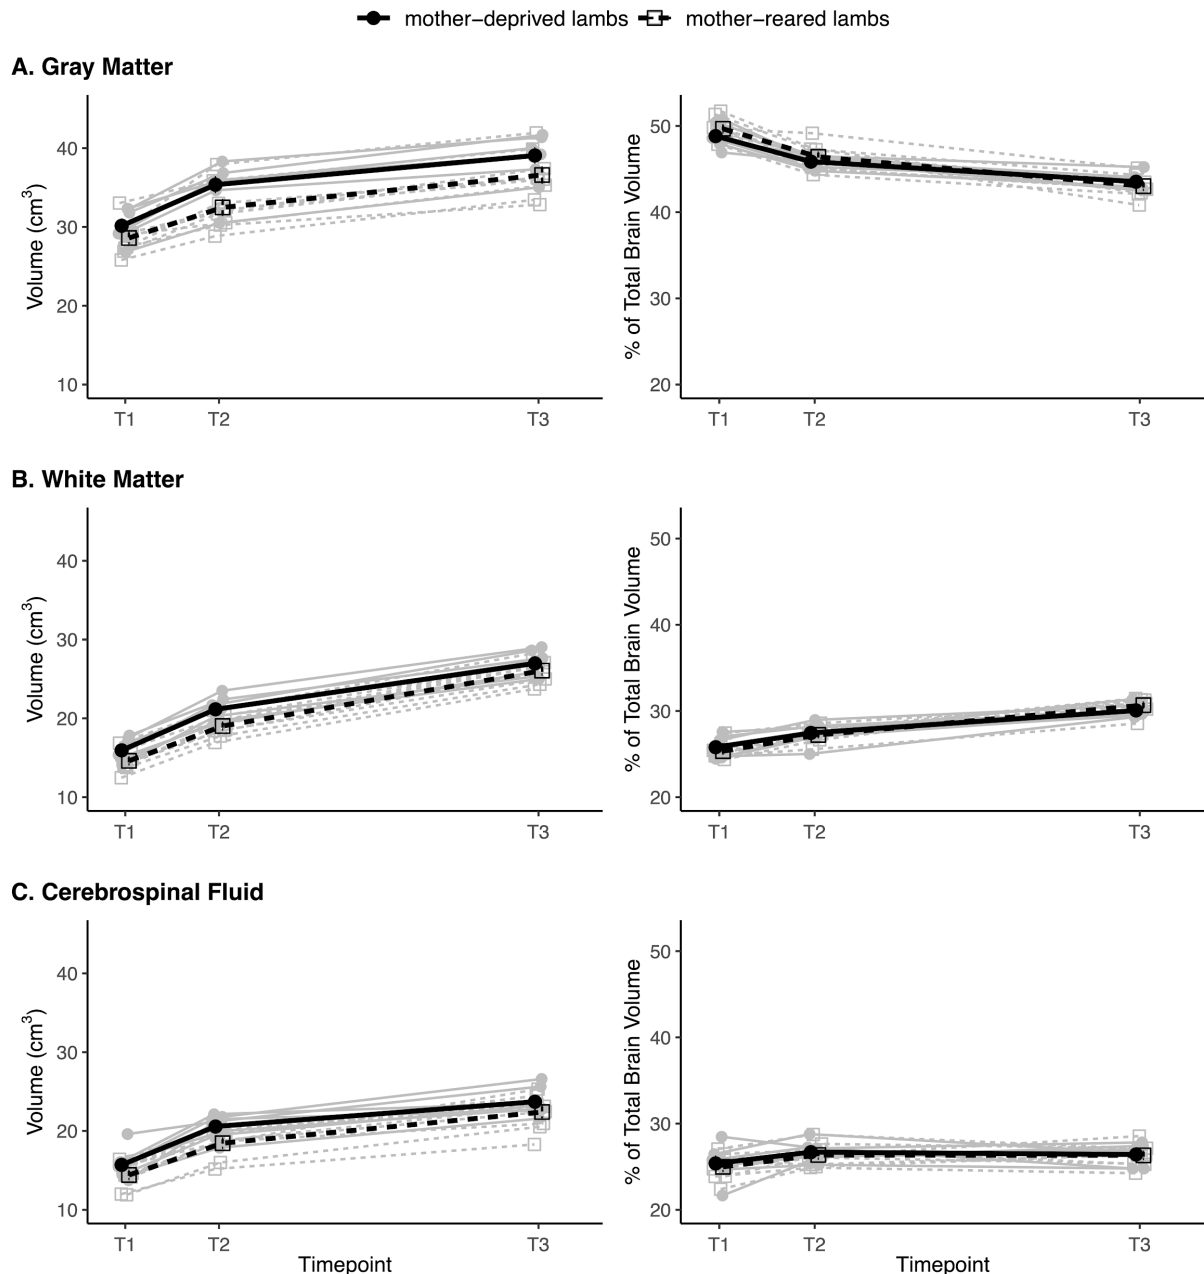 mother−deprived lambs mother−reared lambs
A. Gray Matter
Volume (cm3)
40
30
20
10
T1 T2 T3
% of Total Brain Volume
50
40
30
20
T1 T2 T3
B. White Matter
Volume (cm3)
40
30
20
10
T1 T2 T3
% of Total Brain Volume
50
40
30
20
T1 T2 T3
C. Cerebrospinal Fluid
Volume (cm3)
40
30
20
10
T1 T2 T3
Timepoint
% of Total Brain Volume
50
40
30
20
T1 T2 T3
Timepoint